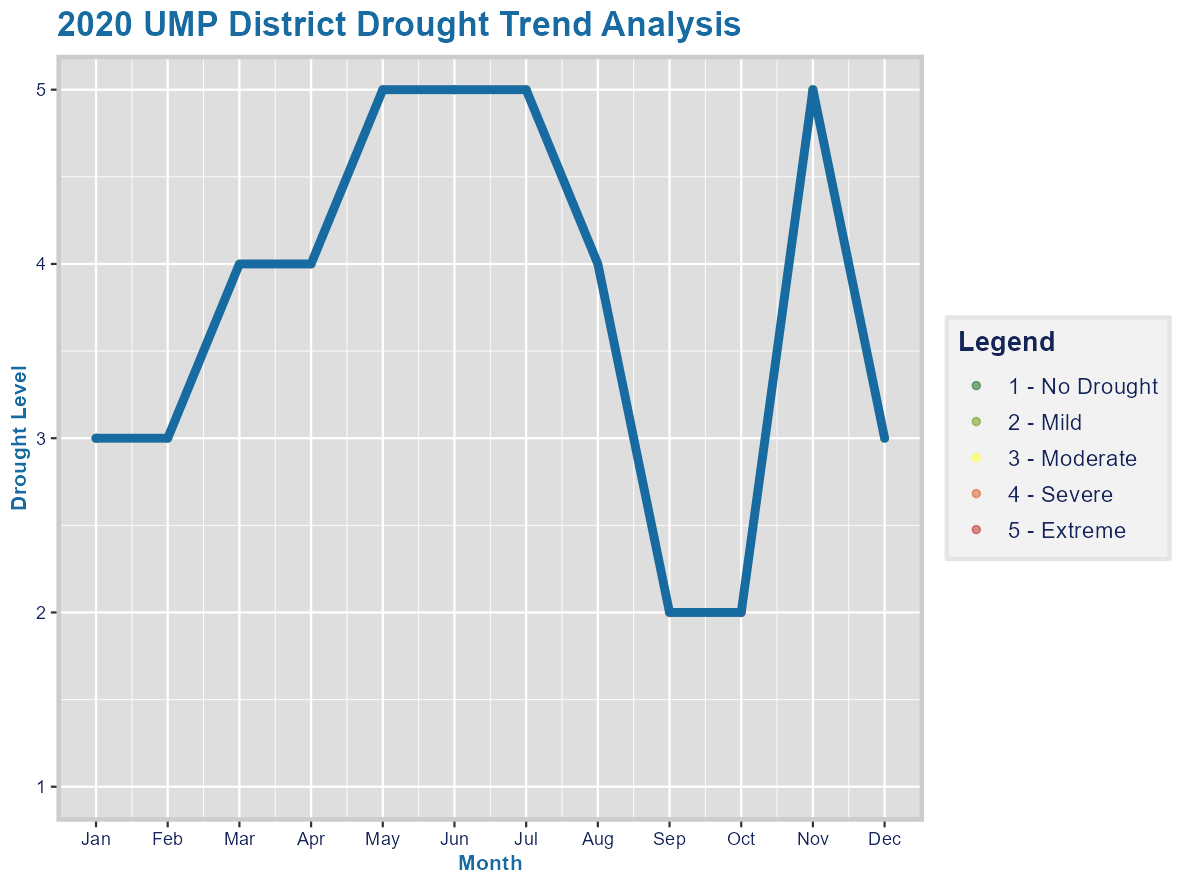 2020 UMP District Drought Trend Analysis
5
4
3
2
1
Drought Level
Jan Feb Mar Apr May Jun Jul Aug Sep Oct Nov Dec
Month
Legend
1 - No Drought
2 - Mild
3 - Moderate
4 - Severe
5 - Extreme